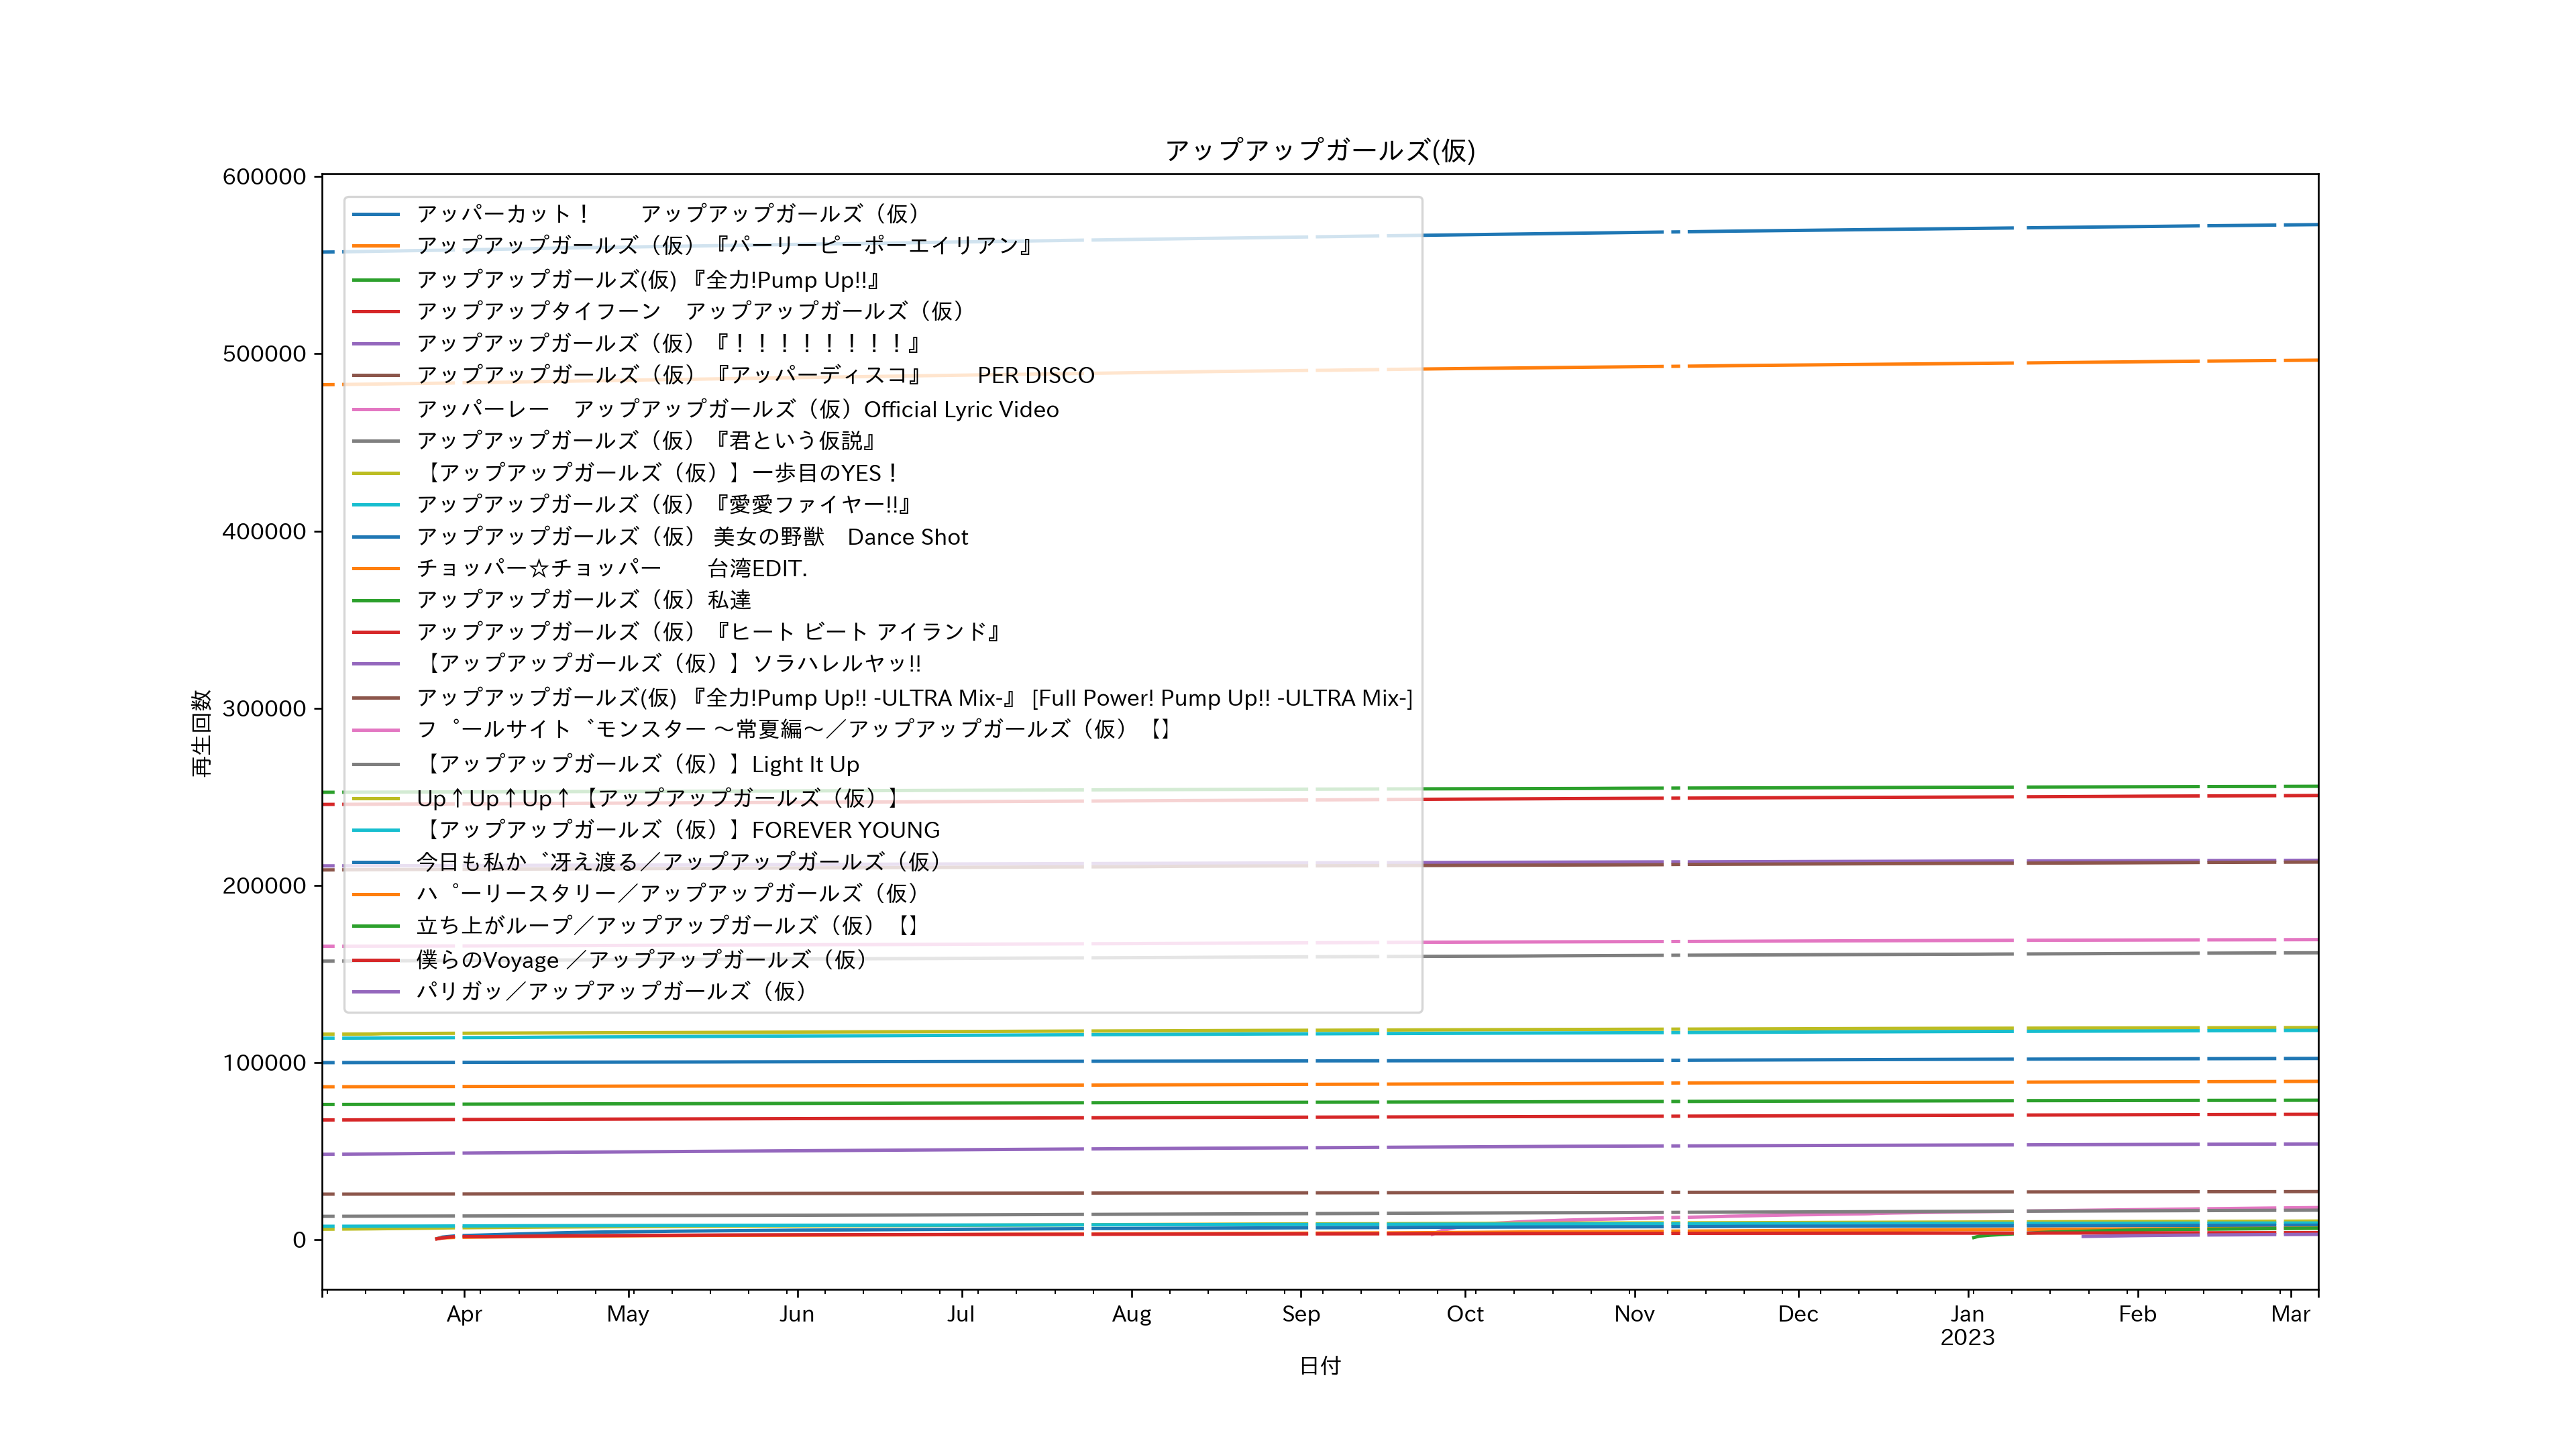 アップアップガールズ(仮)
600000
500000
400000
300000
200000
100000
0
再生回数
アッパーカット！　　アップアップガールズ（仮）
アップアップガールズ（仮）『パーリーピーポーエイリアン』
アップアップガールズ(仮) 『全力!Pump Up!!』
アップアップタイフーン　アップアップガールズ（仮）
アップアップガールズ（仮）『！！！！！！！！』
アップアップガールズ（仮）『アッパーディスコ』　　PER DISCO
アッパーレー　アップアップガールズ（仮）Official Lyric Video
アップアップガールズ（仮）『君という仮説』
【アップアップガールズ（仮）】一歩目のYES！
アップアップガールズ（仮）『愛愛ファイヤー!!』
アップアップガールズ（仮） 美女の野獣　Dance Shot
チョッパー☆チョッパー　　台湾EDIT.
アップアップガールズ（仮）私達
アップアップガールズ（仮）『ヒート ビート アイランド』
【アップアップガールズ（仮）】ソラハレルヤッ!!
アップアップガールズ(仮) 『全力!Pump Up!! -ULTRA Mix-』 [Full Power! Pump Up!! -ULTRA Mix-]
フ゜ールサイト゛モンスター 〜常夏編〜／アップアップガールズ（仮）【】
【アップアップガールズ（仮）】Light It Up
Up↑Up↑Up↑【アップアップガールズ（仮）】
【アップアップガールズ（仮）】FOREVER YOUNG
今日も私か゛冴え渡る／アップアップガールズ（仮）
ハ゜ーリースタリー／アップアップガールズ（仮）
立ち上がループ／アップアップガールズ（仮）【】
僕らのVoyage ／アップアップガールズ（仮）
パリガッ／アップアップガールズ（仮）
Apr May Jun Jul Aug Sep Oct Nov Dec Jan Feb Mar
2023
日付